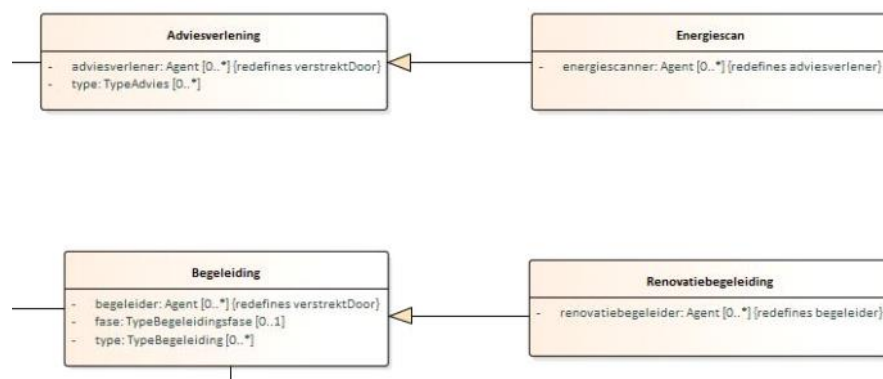 Adviesverlening
- adviesverlener: Agent [0..*] {redefines verstrektDoor}
- type: TypeAdvies [0..*]
Energiescan
- energiescanner: Agent [0..*] {redefines adviesverlener}
Begeleiding
- begeleider: Agent [0..*] {redefines verstrektDoor}
- fase: TypeBegeleidingsfase [0..1]
- type: TypeBegeleiding [0..*]
Renovatiebegeleiding
- renovatiebegeleider: Agent [0..*] {redefines begeleider}